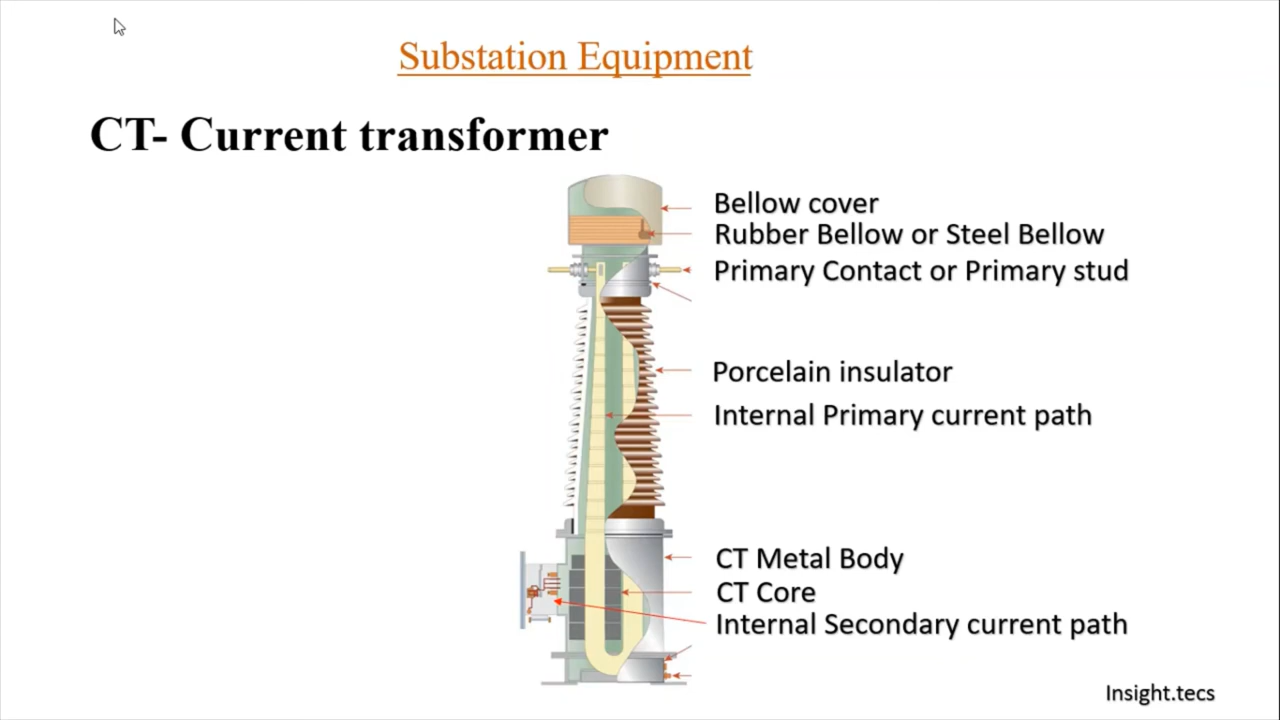 Substation Equipment
CT- Current transformer
Bellow cover
Rubber Bellow or Steel Bellow
Primary Contact or Primary stud
Porcelain insulator
Internal Primary current path
CT Metal Body
CT Core
Internal Secondary current path
Insight.tecs